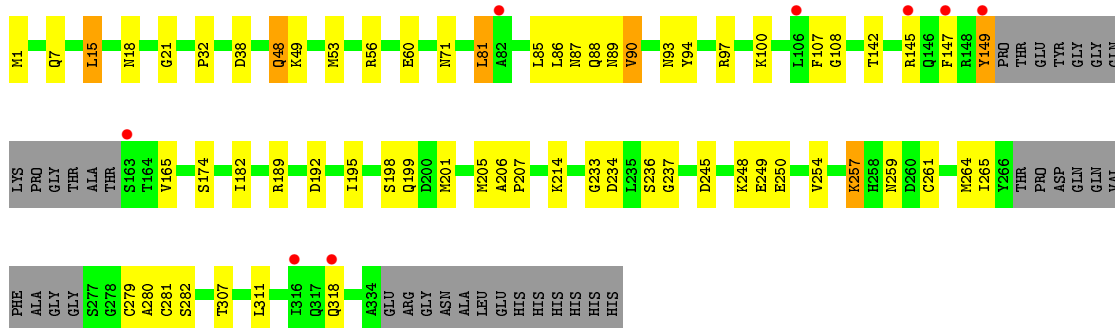 M1 Q7 L15 N18 G21 P32 D38 Q48 K49 M53 R56 E60 N71 L81 A82 L85 L86 N87 Q88 N89 V90 N93 Y94 R97 K100 L106 F107 G108 T142 R145 Q146 F147 R148 Y149 PRO THR GLU TYR GLY GLY GLN
LYS PRO GLY THR ALA THR S163 T164 V165 S174 I182 R189 D192 I195 S198 Q199 D200 M201 M205 A206 P207 K214 G233 D234 L235 S236 G237 D245 K248 E249 E250 V254 K257 H258 N259 D260 C261 M264 I265 Y266 THR PRO ASP GLN GLN VAL
PHE ALA GLY GLY S277 G278 C279 A280 C281 S282 T307 L311 I316 Q317 Q318 A334 GLU ARG GLY ASN ALA LEU GLU HIS HIS HIS HIS HIS HIS